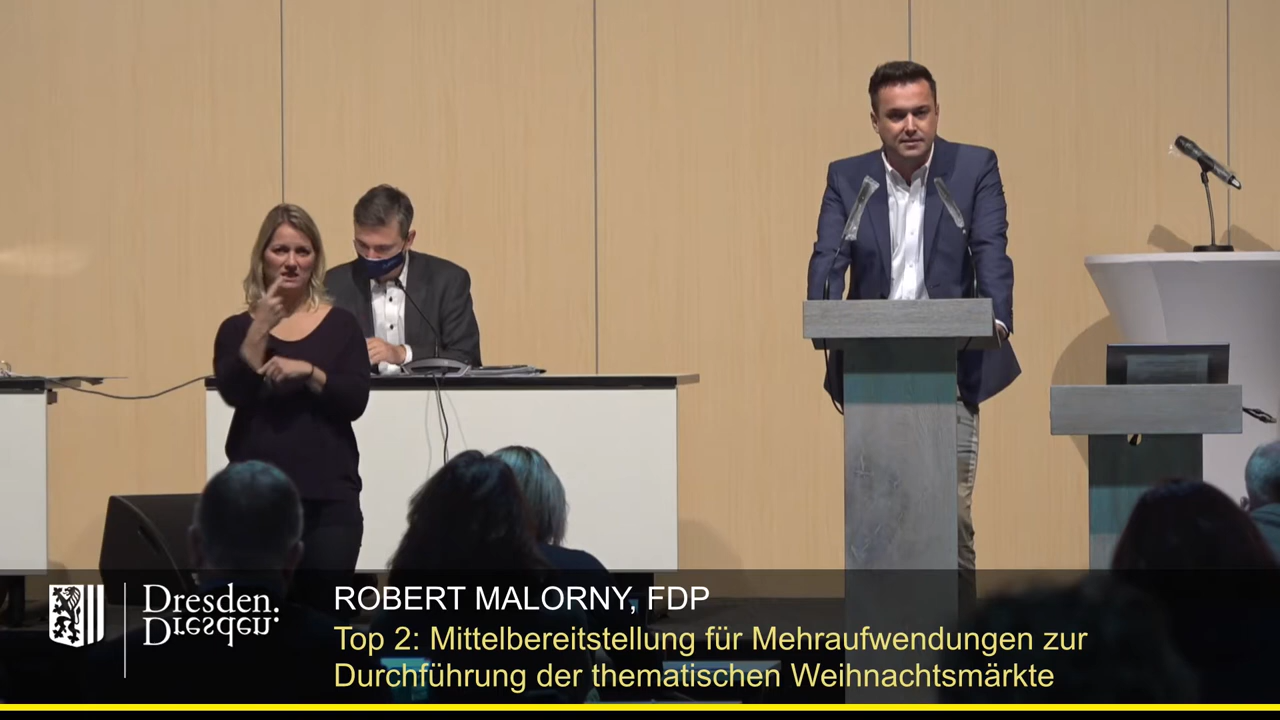 Dresden.
Dresden.
ROBERT MALORNY, FDP
Top 2: Mittelbereitstellung für Mehraufwendungen zur
Durchführung der thematischen Weihnachtsmärkte